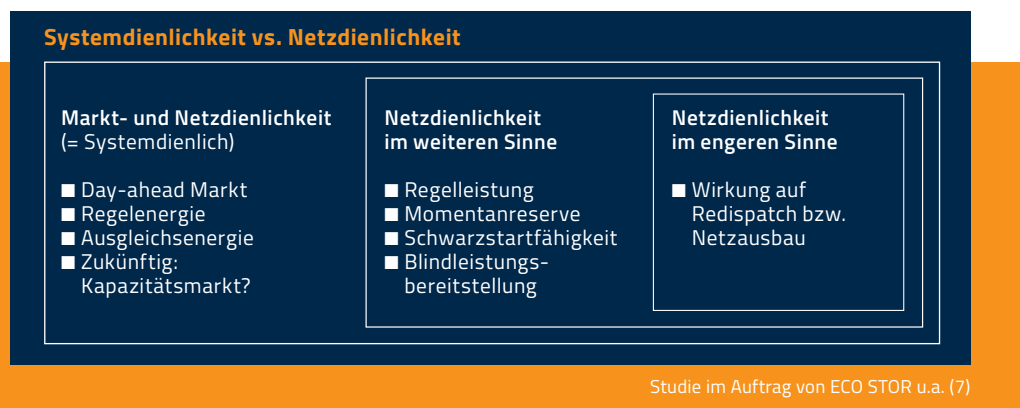 Systemdienlichkeit vs. Netzdienlichkeit
Markt- und Netzdienlichkeit
(= Systemdienlich)
■ Day-ahead Markt
■ Regelenergie
■ Ausgleichsenergie
■ Zukünftig:
Kapazitätsmarkt?
Netzdienlichkeit
im weiteren Sinne
■ Regelleistung
■ Momentanreserve
■ Schwarzstartfähigkeit
■ Blindleistungs-
bereitstellung
Netzdienlichkeit
im engeren Sinne
■ Wirkung auf
Redispatch bzw.
Netzausbau
Studie im Auftrag von ECO STOR u.a. (7)